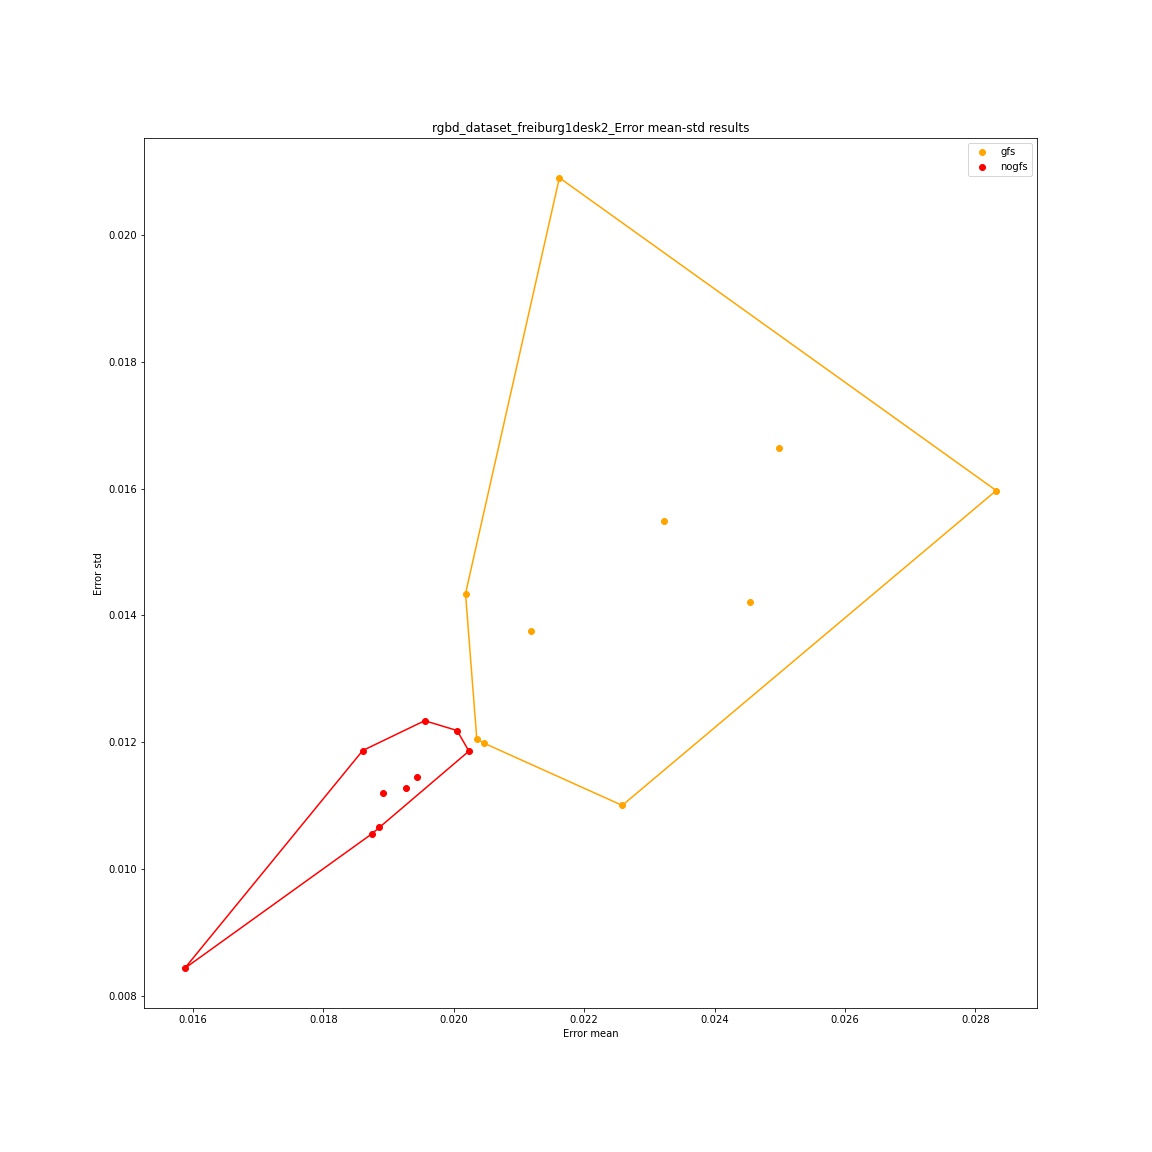 rgbd_dataset_freiburg1desk2_Error mean-std results
gfs
nogfs
0.020
0.018
0.016
0.014
0.012
0.010
0.008
Error std
0.016
0.018
0.020
0.022
0.024
0.026
0.028
Error mean